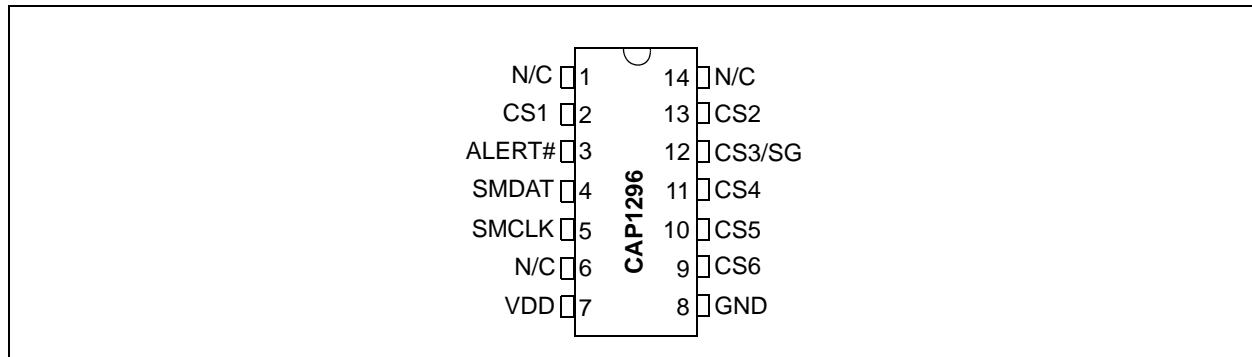 N/C 1 14 N/C
CS1 2 13 CS2
ALERT# 3 12 CS3/SG
SMDAT 4 11 CS4
SMCLK 5 10 CS5
N/C 6 9 CS6
VDD 7 8 GND
CAP1296